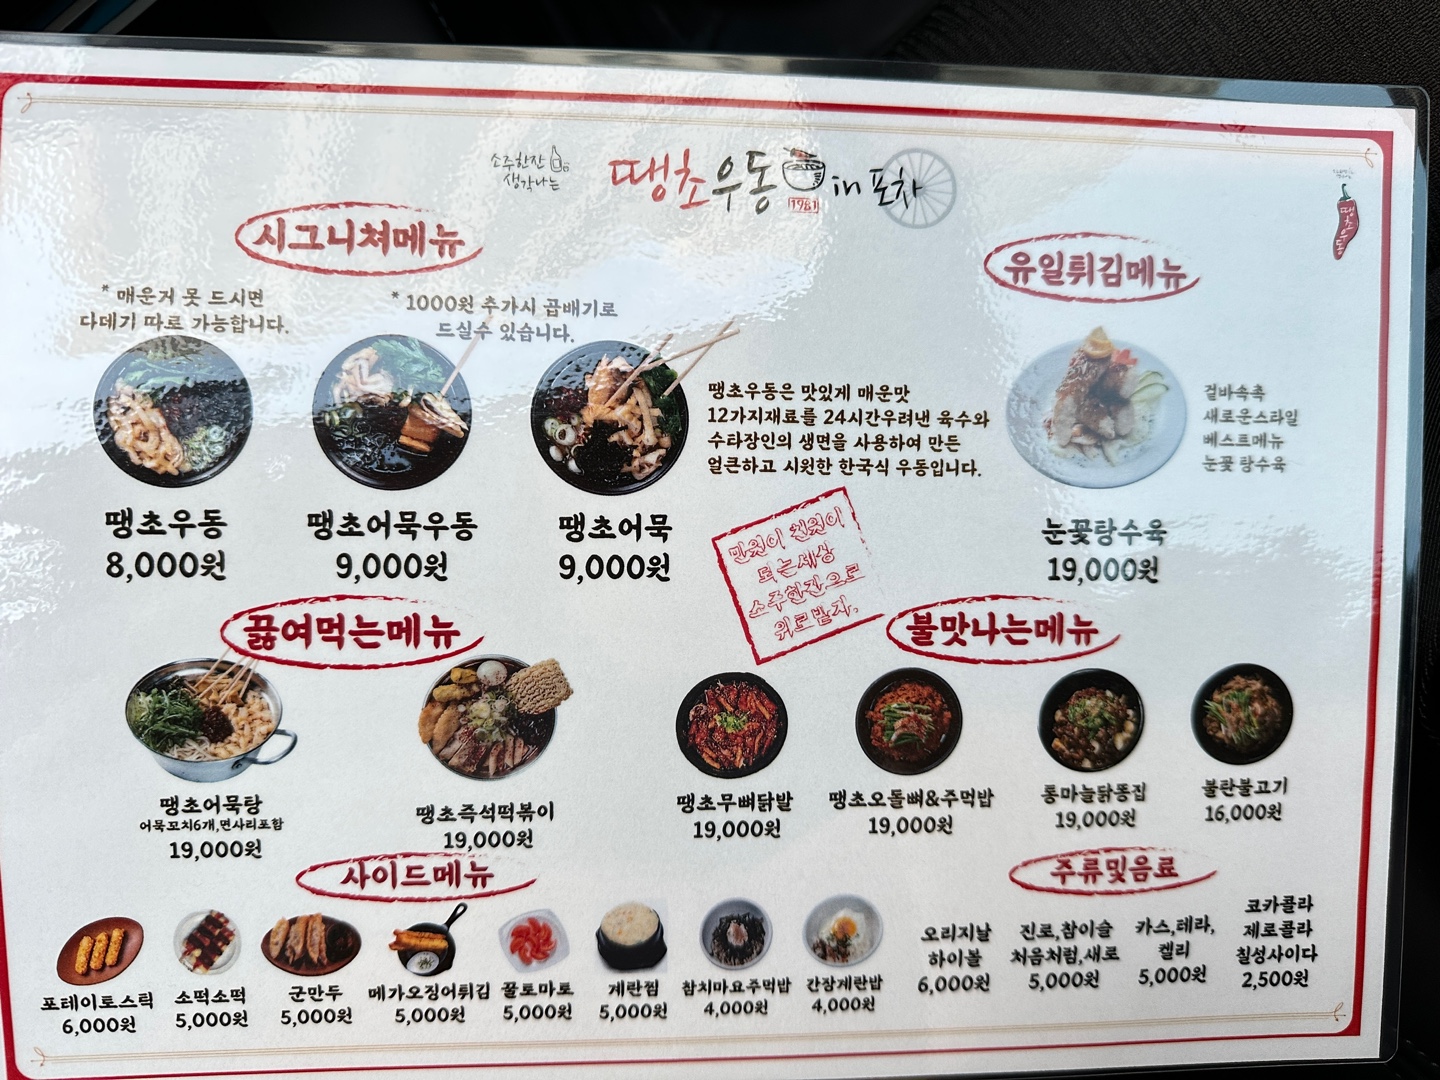 소주한잔
생각나는
땡초우동 in 포차
1981
땡초우동
시그니쳐메뉴
* 매운거 못 드시면
다데기 따로 가능합니다.
* 1000원 추가시 곱배기로
드실수 있습니다.
땡초우동
8,000원
땡초어묵우동
9,000원
땡초어묵
9,000원
땡초우동은 맛있게 매운맛
12가지재료를 24시간우려낸 육수와
수타장인의 생면을 사용하여 만든
얼큰하고 시원한 한국식 우동입니다.
만원이 천원이
되는세상
소주한잔으로
위로받자.
유일튀김메뉴
겉바속촉
새로운스타일
베스트메뉴
눈꽃 탕수육
눈꽃탕수육
19,000원
끓여먹는메뉴
땡초어묵탕
어묵꼬치6개,면사리포함
19,000원
땡초즉석떡볶이
19,000원
불맛나는메뉴
땡초무뼈닭발
19,000원
땡초오돌뼈&주먹밥
19,000원
통마늘닭똥집
19,000원
불란불고기
16,000원
사이드메뉴
포테이토스틱
6,000원
소떡소떡
5,000원
군만두
5,000원
메가오징어튀김
5,000원
꿀토마토
5,000원
계란찜
5,000원
참치마요주먹밥
4,000원
간장계란밥
4,000원
주류및음료
오리지날
하이볼
6,000원
진로,참이슬
처음처럼,새로
5,000원
카스,테라,
켈리
5,000원
코카콜라
제로콜라
칠성사이다
2,500원